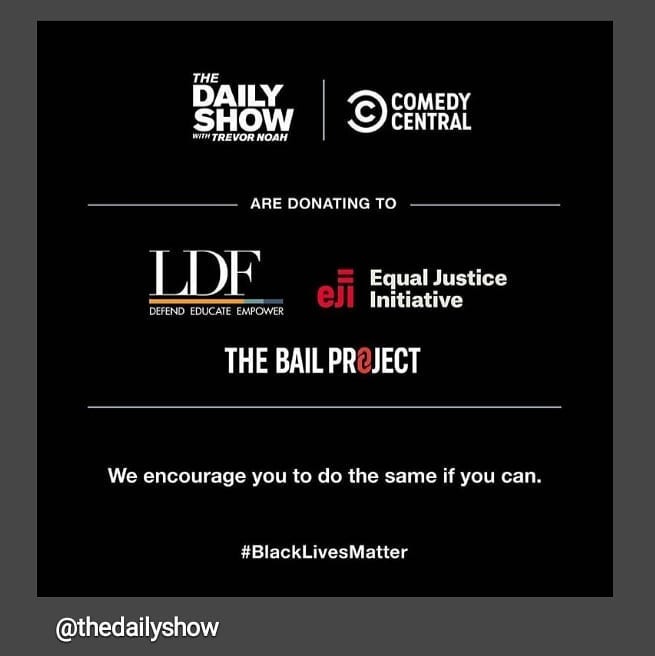 THE
DAILY
SHOW
WITH TREVOR NOAH
COMEDY
CENTRAL
ARE DONATING TO
LDF
DEFEND EDUCATE EMPOWER
eji Equal Justice
Initiative
THE BAIL PROJECT
We encourage you to do the same if you can.
#BlackLivesMatter
@thedailyshow